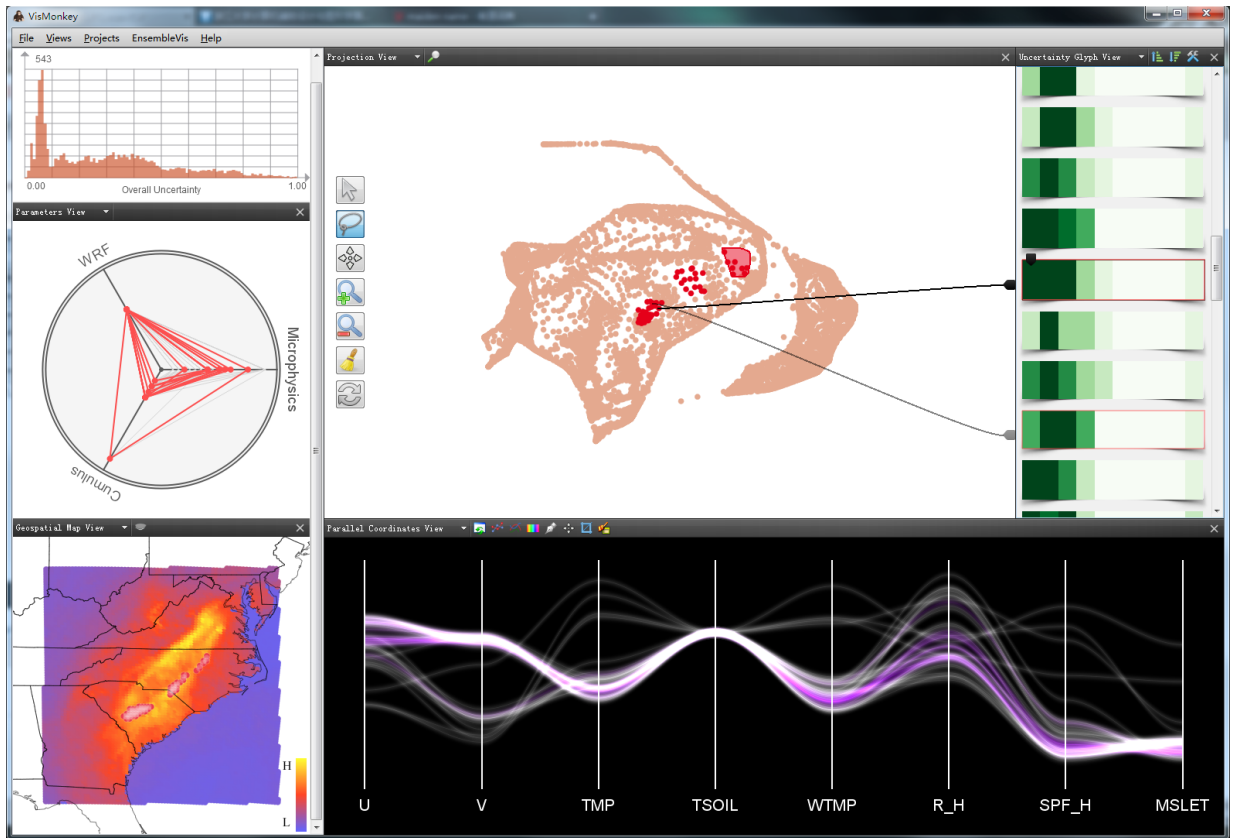 VisMonkey
File Views Projects EnsembleVis Help
543
0.00 Overall Uncertainty 1.00
Projection View
Uncertainty Glyph View
Parameters View
WRF
Microphysics
Cumulus
Geospatial Map View
H
L
Parallel Coordinates View
U V TMP TSOIL WTMP R_H SPF_H MSLET